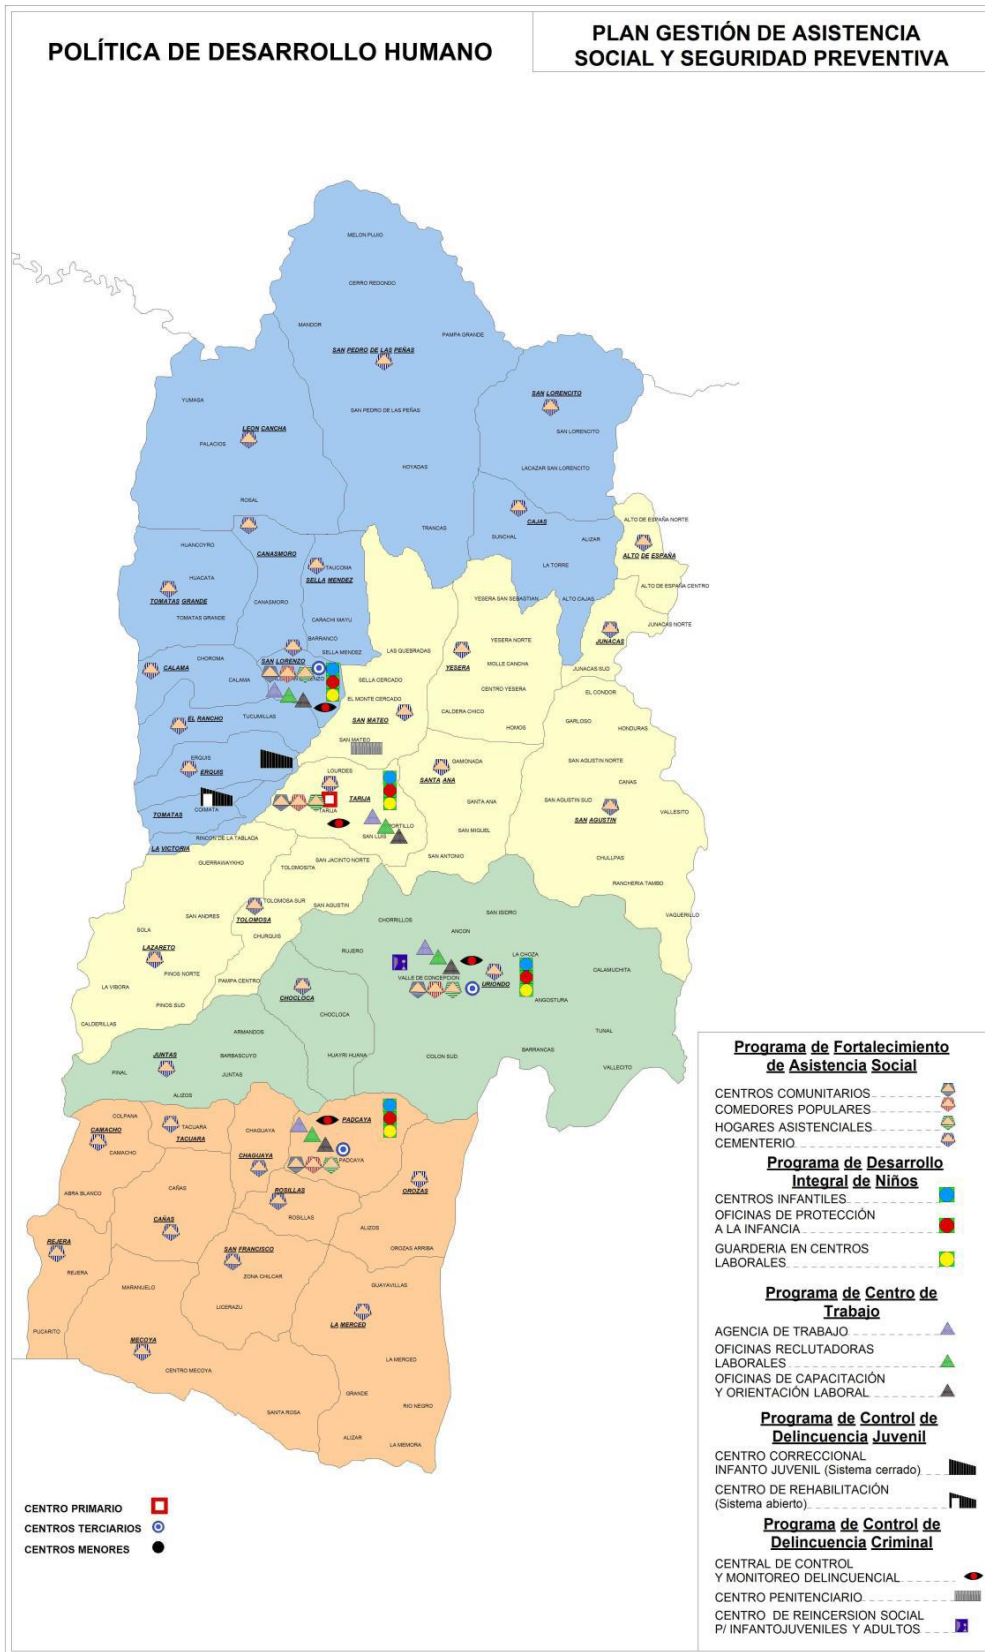 POLÍTICA DE DESARROLLO HUMANO
PLAN GESTIÓN DE ASISTENCIA
SOCIAL Y SEGURIDAD PREVENTIVA
MELON PUJIO
CERRO REDONDO
MANDOR
PAMPA GRANDE
SAN PEDRO DE LAS PEÑAS
SAN LORENCITO
YUMASA
SAN PEDRO DE LAS PEÑAS
LEON CANCHA
SAN LORENCITO
PALACIOS
HOYADAS
LACAZAR SAN LORENCITO
ROSAL
TRANCAS
CAJAS
ALTO DE ESPAÑA NORTE
SUNCHAL
ALIZAR
HUANCOYRO
CANASMORO
ALTO DE ESPAÑA
TAUCOMA
LA TORRE
HUACATA
SELLA MENDEZ
ALTO DE ESPAÑA CENTRO
TOMATAS GRANDE
CANASMORO
YESERA SAN SEBASTIAN
ALTO CAJAS
TOMATAS GRANDE
CARACHI MAYU
JUNACAS NORTE
BARRANCO
YESERA NORTE
JUNACAS
SELLA MENDEZ
LAS QUEBRADAS
CHOROMA
SAN LORENZO
MOLLE CANCHA
YESERA
CALAMA
JUNACAS SUD
CALAMA
SELLA CERCADO
CENTRO YESERA
EL CONDOR
EL MONTE CERCADO
CALDERA CHICO
EL RANCHO
TUCUMILLAS
SAN MATEO
GARLOSO
HONDURAS
HOMOS
SAN MATEO
ERQUIS
SAN AGUSTIN NORTE
ERQUIS
LOURDES
GAMONADA
SANTA ANA
CANAS
TARIJA
SAN AGUSTIN SUD
SANTA ANA
COIMATA
TARIJA
VALLESITO
TOMATAS
SAN AGUSTIN
PORTILLO
SAN MIGUEL
RINCON DE LA TABLADA
SAN LUIS
LA VICTORIA
SAN ANTONIO
CHULLPAS
GUERRAWAYKHO
SAN JACINTO NORTE
TOLOMOSITA
RANCHERIA TAMBO
TOLOMOSA SUR
SAN AGUSTIN
SAN ISIDRO
VAQUERILLO
SAN ANDRES
TOLOMOSA
CHORRILLOS
SOLA
CHURQUIS
ANCON
LAZARETO
RUJERO
LA CHOZA
PINOS NORTE
CALAMUCHITA
PAMPA CENTRO
VALLE DE CONCEPCION
URIONDO
LA VIBORA
CHOCLOCA
ANGOSTURA
PINOS SUD
CHOCLOCA
CALDERILLAS
ARMANDOS
TUNAL
BARRANCAS
JUNTAS
BARBASCUYO
HUAYRI HUANA
COLON SUD
VALLECITO
PINAL
JUNTAS
ALIZOS
COLPANA
PADCAYA
CAMACHO
TACUARA
CHAGUAYA
TACUARA
CAMACHO
CHAGUAYA
PADCAYA
CAÑAS
ROSILLAS
OROZAS
ABRA BLANCO
CAÑAS
ROSILLAS
ALIZOS
REJERA
SAN FRANCISCO
OROZAS ARRIBA
REJERA
ZONA CHILCAR
MARANUELO
GUAYAVILLAS
LICERAZU
PUCARITO
LA MERCED
MECOYA
LA MERCED
CENTRO MECOYA
GRANDE
RIO NEGRO
SANTA ROSA
ALIZAR
LA MEMORA
CENTRO PRIMARIO
CENTROS TERCIARIOS
CENTROS MENORES
Programa de Fortalecimiento
de Asistencia Social
CENTROS COMUNITARIOS
COMEDORES POPULARES
HOGARES ASISTENCIALES
CEMENTERIO
Programa de Desarrollo
Integral de Niños
CENTROS INFANTILES
OFICINAS DE PROTECCIÓN
A LA INFANCIA
GUARDERIA EN CENTROS
LABORALES
Programa de Centro de
Trabajo
AGENCIA DE TRABAJO
OFICINAS RECLUTADORAS
LABORALES
OFICINAS DE CAPACITACIÓN
Y ORIENTACIÓN LABORAL
Programa de Control de
Delincuencia Juvenil
CENTRO CORRECCIONAL
INFANTO JUVENIL (Sistema cerrado)
CENTRO DE REHABILITACIÓN
(Sistema abierto)
Programa de Control de
Delincuencia Criminal
CENTRAL DE CONTROL
Y MONITOREO DELINCUENCIAL
CENTRO PENITENCIARIO
CENTRO DE REINCERSION SOCIAL
P/ INFANTOJUVENILES Y ADULTOS